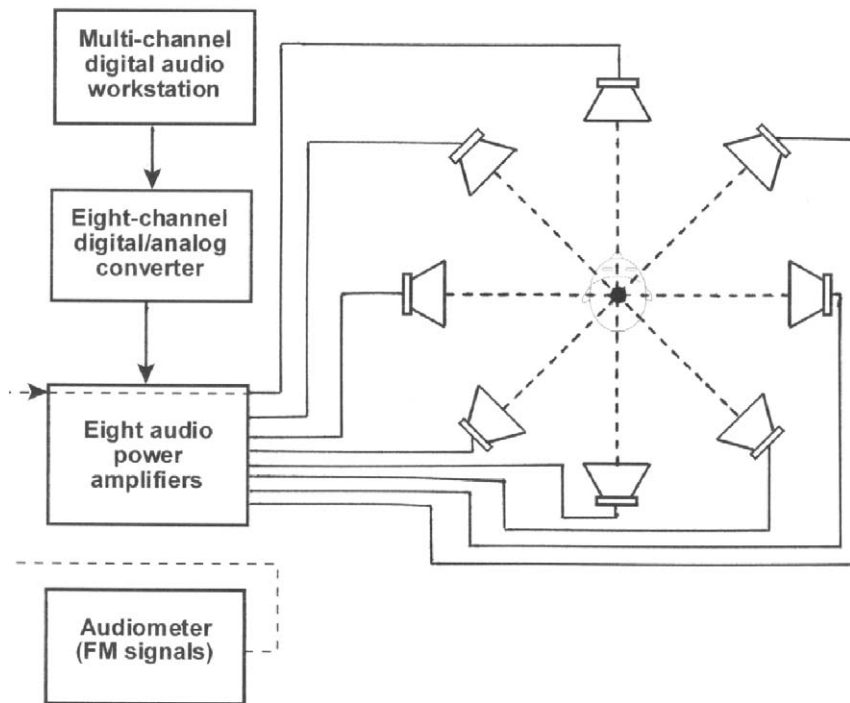 Multi-channel
digital audio
workstation
Eight-channel
digital/analog
converter
Eight audio
power
amplifiers
Audiometer
(FM signals)